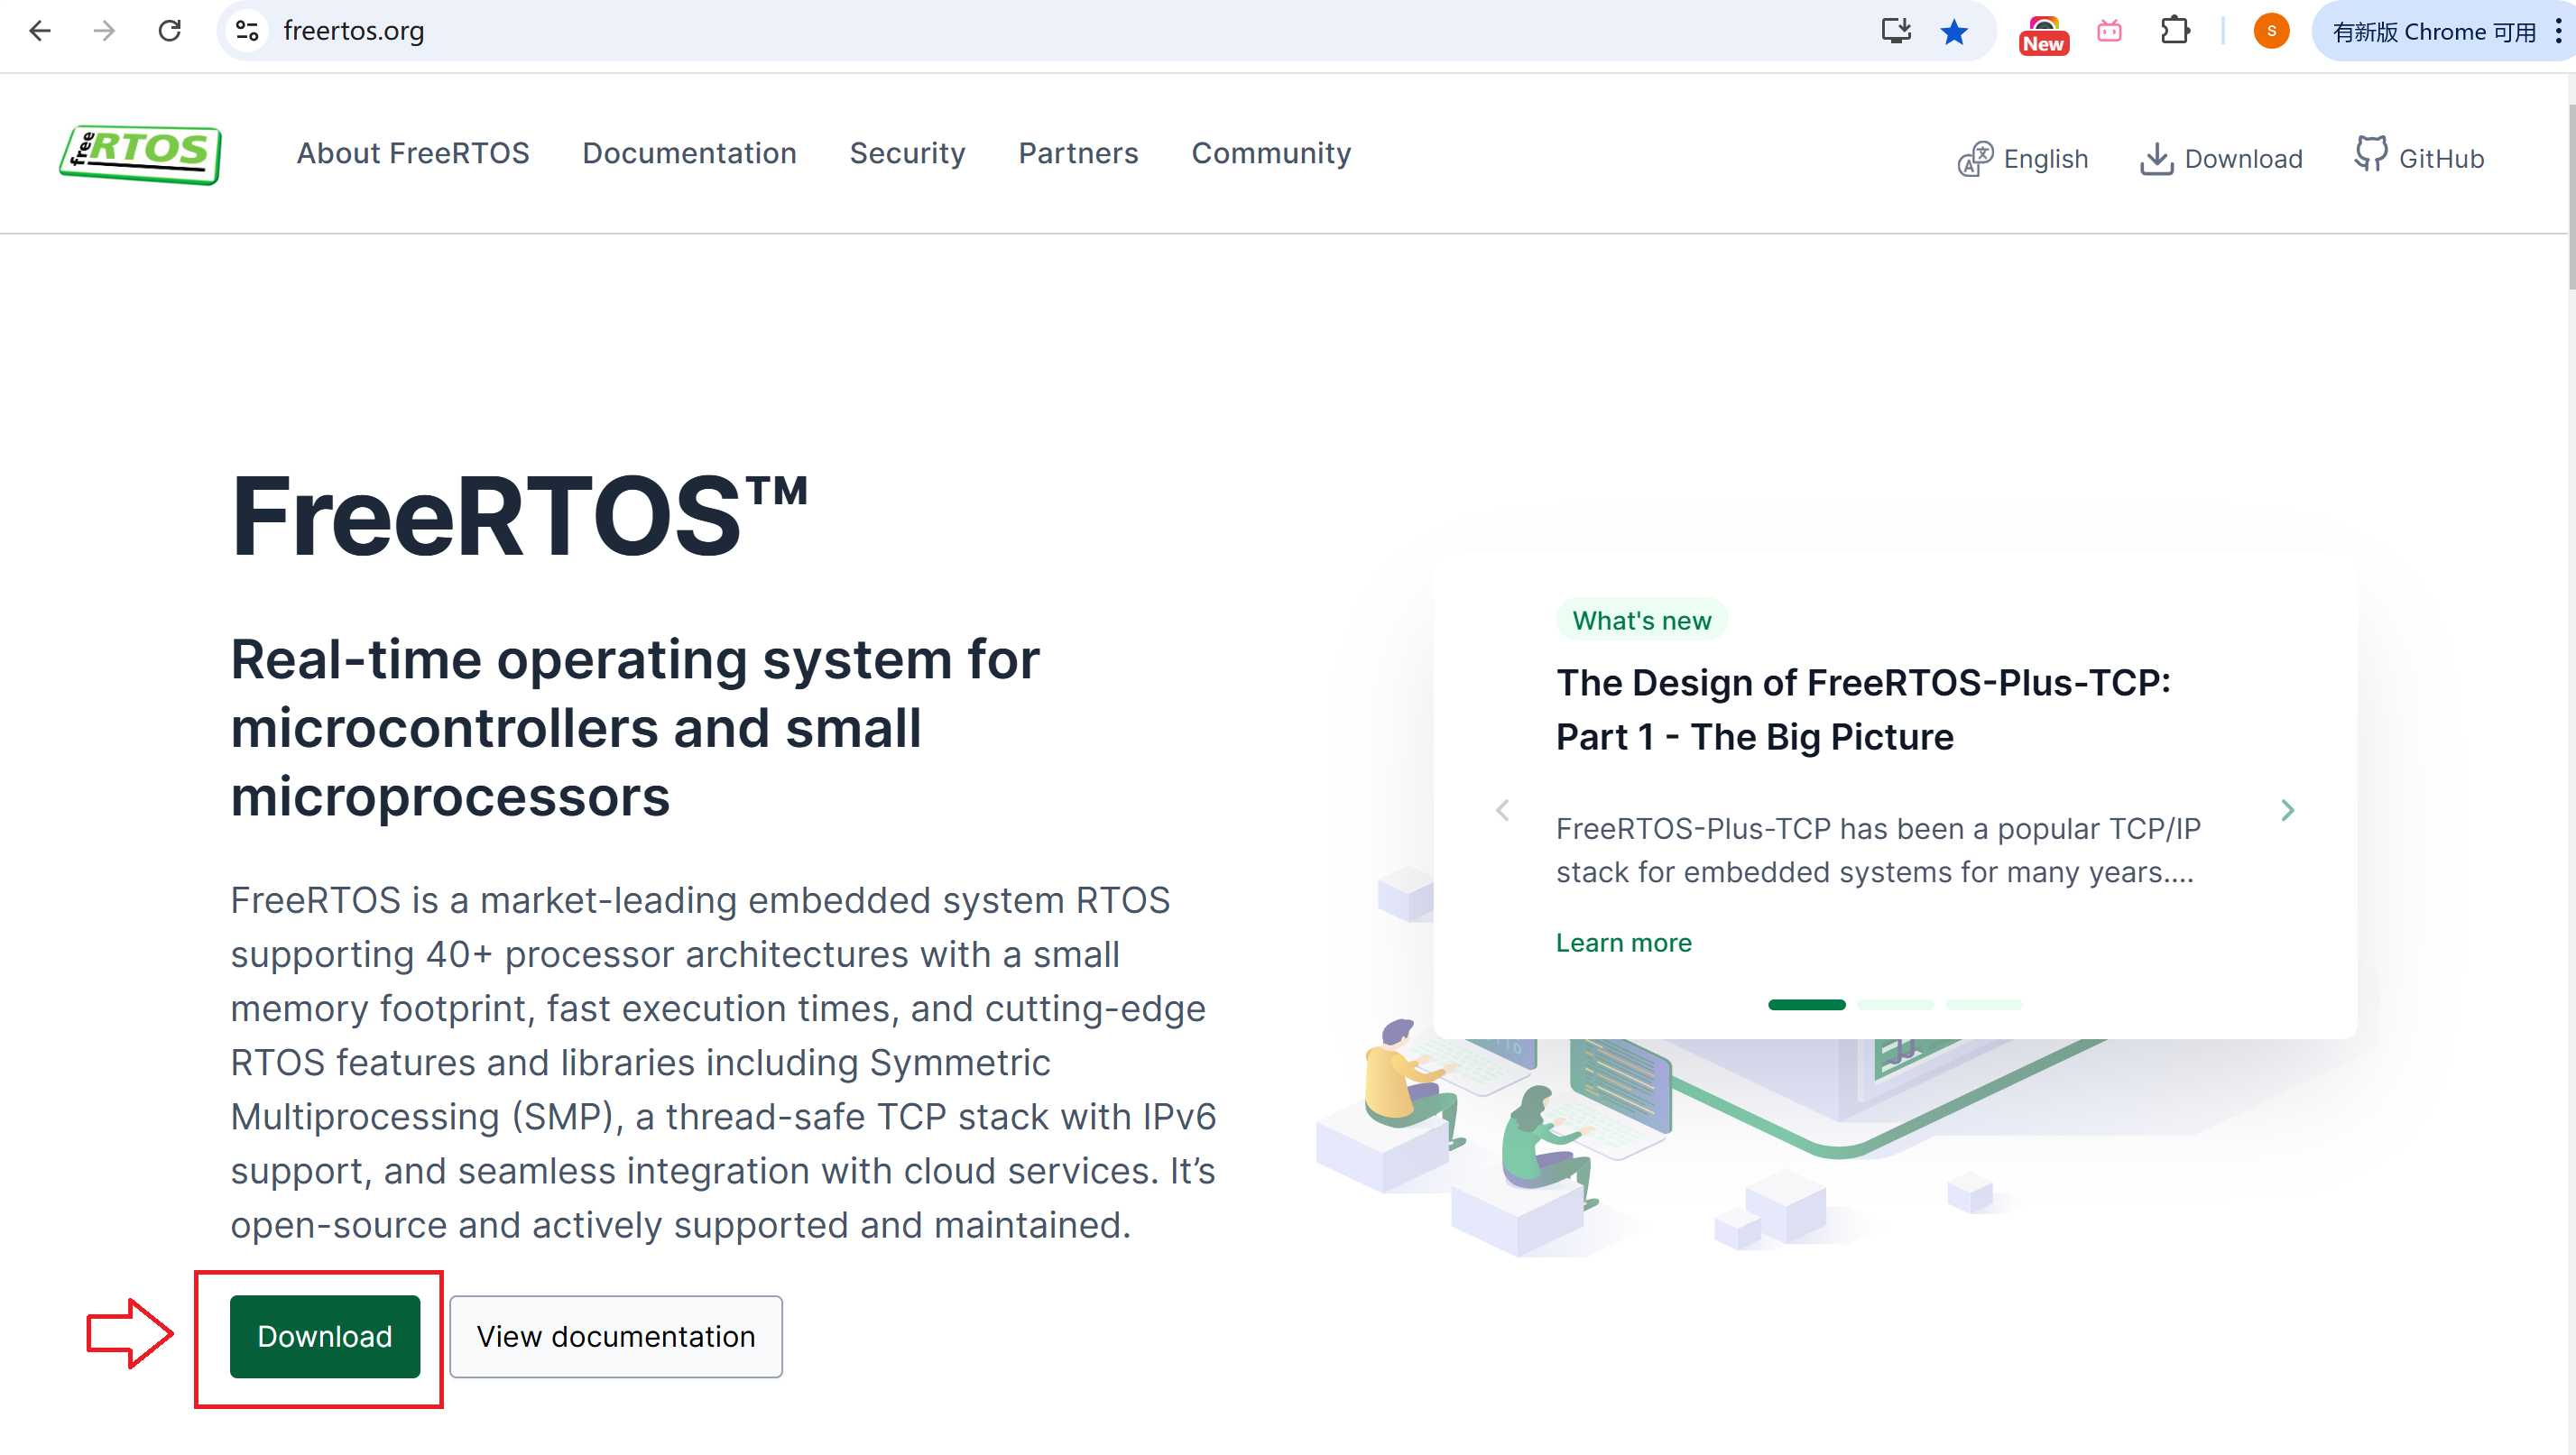 freertos.org
New
S
有新版 Chrome 可用
free RTOS
About FreeRTOS
Documentation
Security
Partners
Community
English
Download
GitHub
FreeRTOS™
Real-time operating system for
microcontrollers and small
microprocessors
FreeRTOS is a market-leading embedded system RTOS
supporting 40+ processor architectures with a small
memory footprint, fast execution times, and cutting-edge
RTOS features and libraries including Symmetric
Multiprocessing (SMP), a thread-safe TCP stack with IPv6
support, and seamless integration with cloud services. It’s
open-source and actively supported and maintained.
Download
View documentation
What's new
The Design of FreeRTOS-Plus-TCP:
Part 1 - The Big Picture
FreeRTOS-Plus-TCP has been a popular TCP/IP
stack for embedded systems for many years....
Learn more